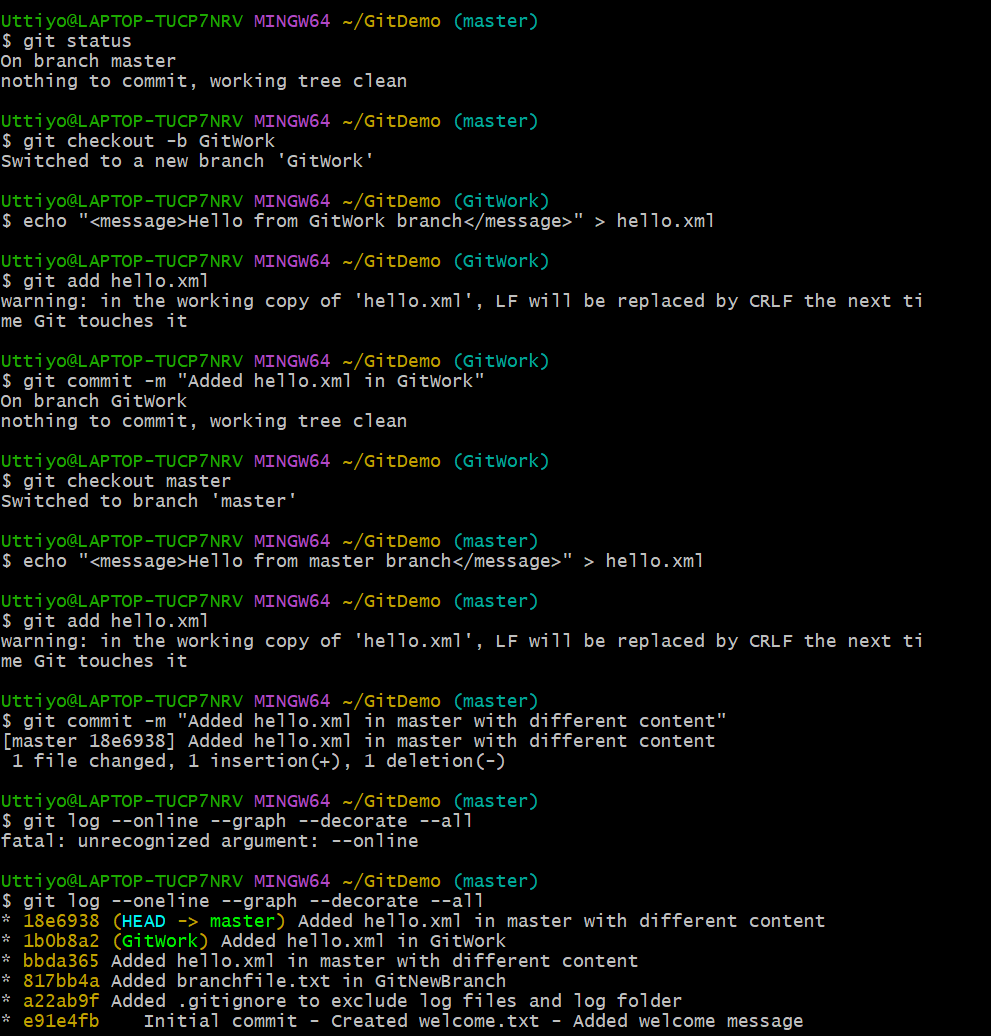 Uttiyo@LAPTOP-TUCP7NRV MINGW64 ~/GitDemo (master)
$ git status
On branch master
nothing to commit, working tree clean
Uttiyo@LAPTOP-TUCP7NRV MINGW64 ~/GitDemo (master)
$ git checkout -b GitWork
Switched to a new branch 'GitWork'
Uttiyo@LAPTOP-TUCP7NRV MINGW64 ~/GitDemo (GitWork)
$ echo "<message>Hello from GitWork branch</message>" > hello.xml
Uttiyo@LAPTOP-TUCP7NRV MINGW64 ~/GitDemo (GitWork)
$ git add hello.xml
warning: in the working copy of 'hello.xml', LF will be replaced by CRLF the next ti
me Git touches it
Uttiyo@LAPTOP-TUCP7NRV MINGW64 ~/GitDemo (GitWork)
$ git commit -m "Added hello.xml in GitWork"
On branch GitWork
nothing to commit, working tree clean
Uttiyo@LAPTOP-TUCP7NRV MINGW64 ~/GitDemo (GitWork)
$ git checkout master
Switched to branch 'master'
Uttiyo@LAPTOP-TUCP7NRV MINGW64 ~/GitDemo (master)
$ echo "<message>Hello from master branch</message>" > hello.xml
Uttiyo@LAPTOP-TUCP7NRV MINGW64 ~/GitDemo (master)
$ git add hello.xml
warning: in the working copy of 'hello.xml', LF will be replaced by CRLF the next ti
me Git touches it
Uttiyo@LAPTOP-TUCP7NRV MINGW64 ~/GitDemo (master)
$ git commit -m "Added hello.xml in master with different content"
[master 18e6938] Added hello.xml in master with different content
 1 file changed, 1 insertion(+), 1 deletion(-)
Uttiyo@LAPTOP-TUCP7NRV MINGW64 ~/GitDemo (master)
$ git log --online --graph --decorate --all
fatal: unrecognized argument: --online
Uttiyo@LAPTOP-TUCP7NRV MINGW64 ~/GitDemo (master)
$ git log --oneline --graph --decorate --all
* 18e6938 (HEAD -> master) Added hello.xml in master with different content
* 1b0b8a2 (GitWork) Added hello.xml in GitWork
* bbda365 Added hello.xml in master with different content
* 817bb4a Added branchfile.txt in GitNewBranch
* a22ab9f Added .gitignore to exclude log files and log folder
* e91e4fb    Initial commit - Created welcome.txt - Added welcome message